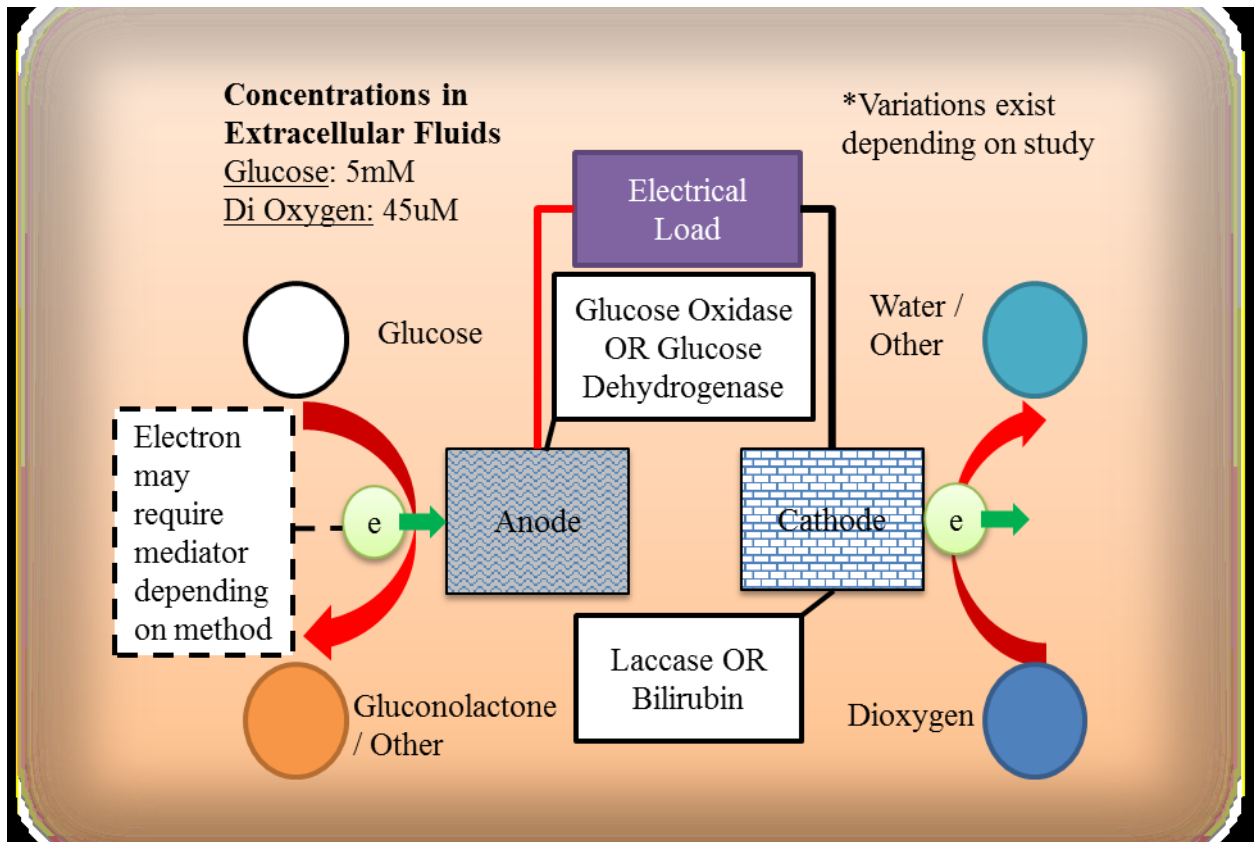 Concentrations in
Extracellular Fluids
Glucose: 5mM
Di Oxygen: 45uM
*Variations exist
depending on study
Electrical
Load
Glucose Oxidase
OR Glucose
Dehydrogenase
Glucose
Water /
Other
Electron
may
require
mediator
depending
on method
e
Anode
Cathode
e
Laccase OR
Bilirubin
Gluconolactone
/ Other
Dioxygen